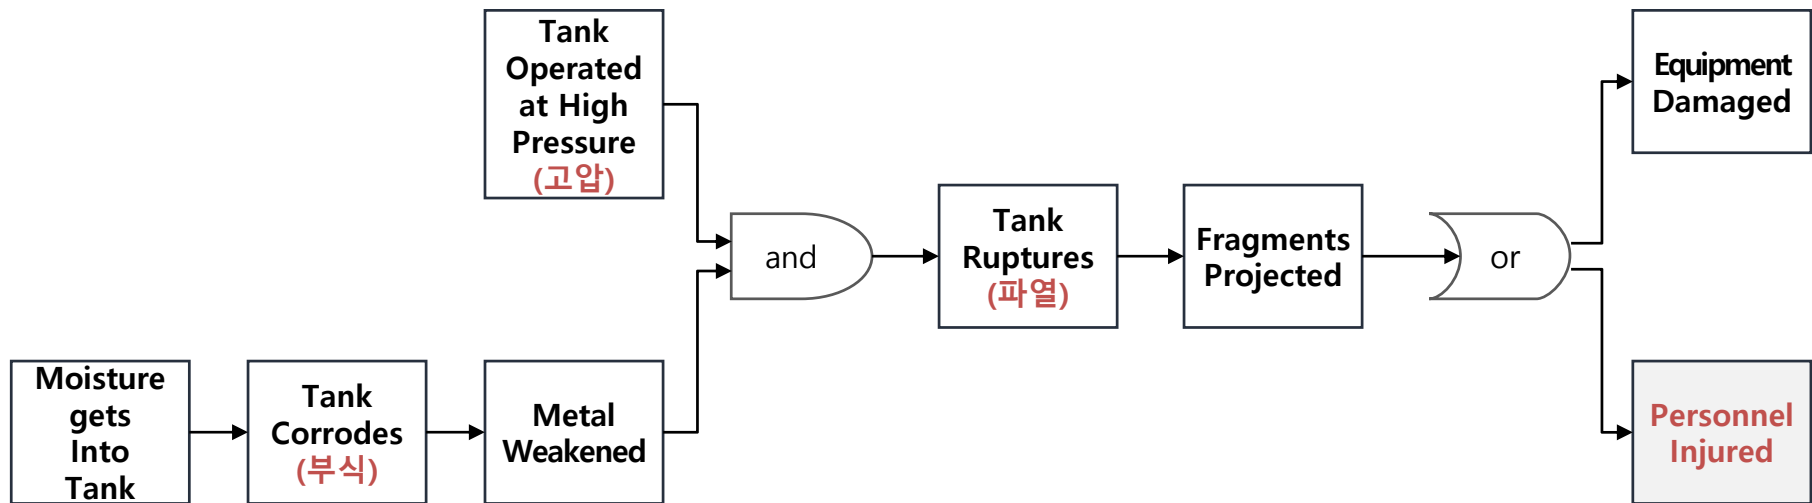 Tank
Operated
at High
Pressure
(고압)
Equipment
Damaged
and
Tank
Ruptures
(파열)
Fragments
Projected
or
Moisture
gets
Into
Tank
Tank
Corrodes
(부식)
Metal
Weakened
Personnel
Injured